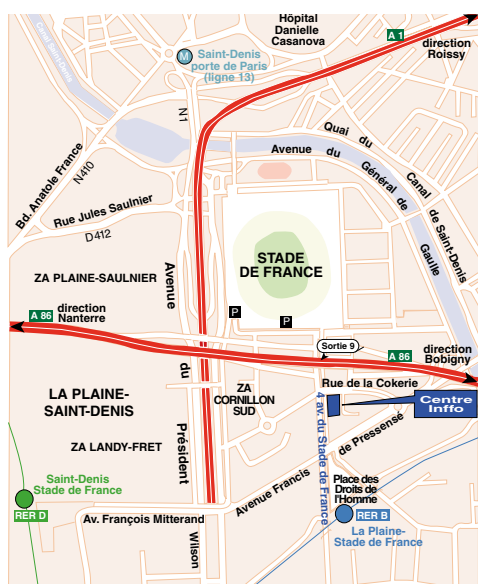 Hôpital
Danielle
Casanova
A 1
direction
Roissy
Canal Saint-Denis
M
Saint-Denis
porte de Paris
(ligne 13)
N1
Quai du Canal de Saint-Denis
Avenue du Général de Gaulle
Bd. Anatole France
N410
Rue Jules Saulnier
D412
STADE
DE FRANCE
ZA PLAINE-SAULNIER
Avenue du Président Wilson
P
P
A 86
direction
Nanterre
Sortie 9
A 86
direction
Bobigny
Rue de la Cokerie
LA PLAINE-
SAINT-DENIS
ZA
CORNILLON
SUD
4 av. du Stade de France
Centre
Inffo
ZA LANDY-FRET
Avenue Francis de Pressense
Saint-Denis
Stade de France
RER D
Place des
Droits de
l'Homme
RER B
La Plaine-
Stade de France
Av. François Mitterand